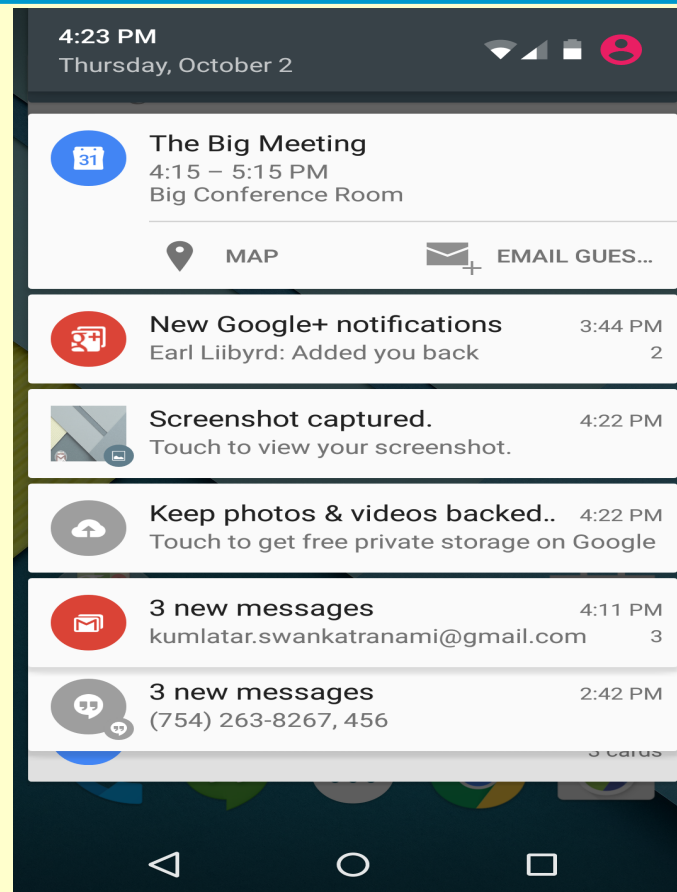 4:23 PM
Thursday, October 2
31
The Big Meeting
4:15 – 5:15 PM
Big Conference Room
MAP
EMAIL GUES...
New Google+ notifications 3:44 PM
Earl Liibyrd: Added you back 2
Screenshot captured. 4:22 PM
Touch to view your screenshot.
Keep photos & videos backed.. 4:22 PM
Touch to get free private storage on Google
3 new messages 4:11 PM
kumlatar.swankatranami@gmail.com 3
3 new messages 2:42 PM
(754) 263-8267, 456
3 cards